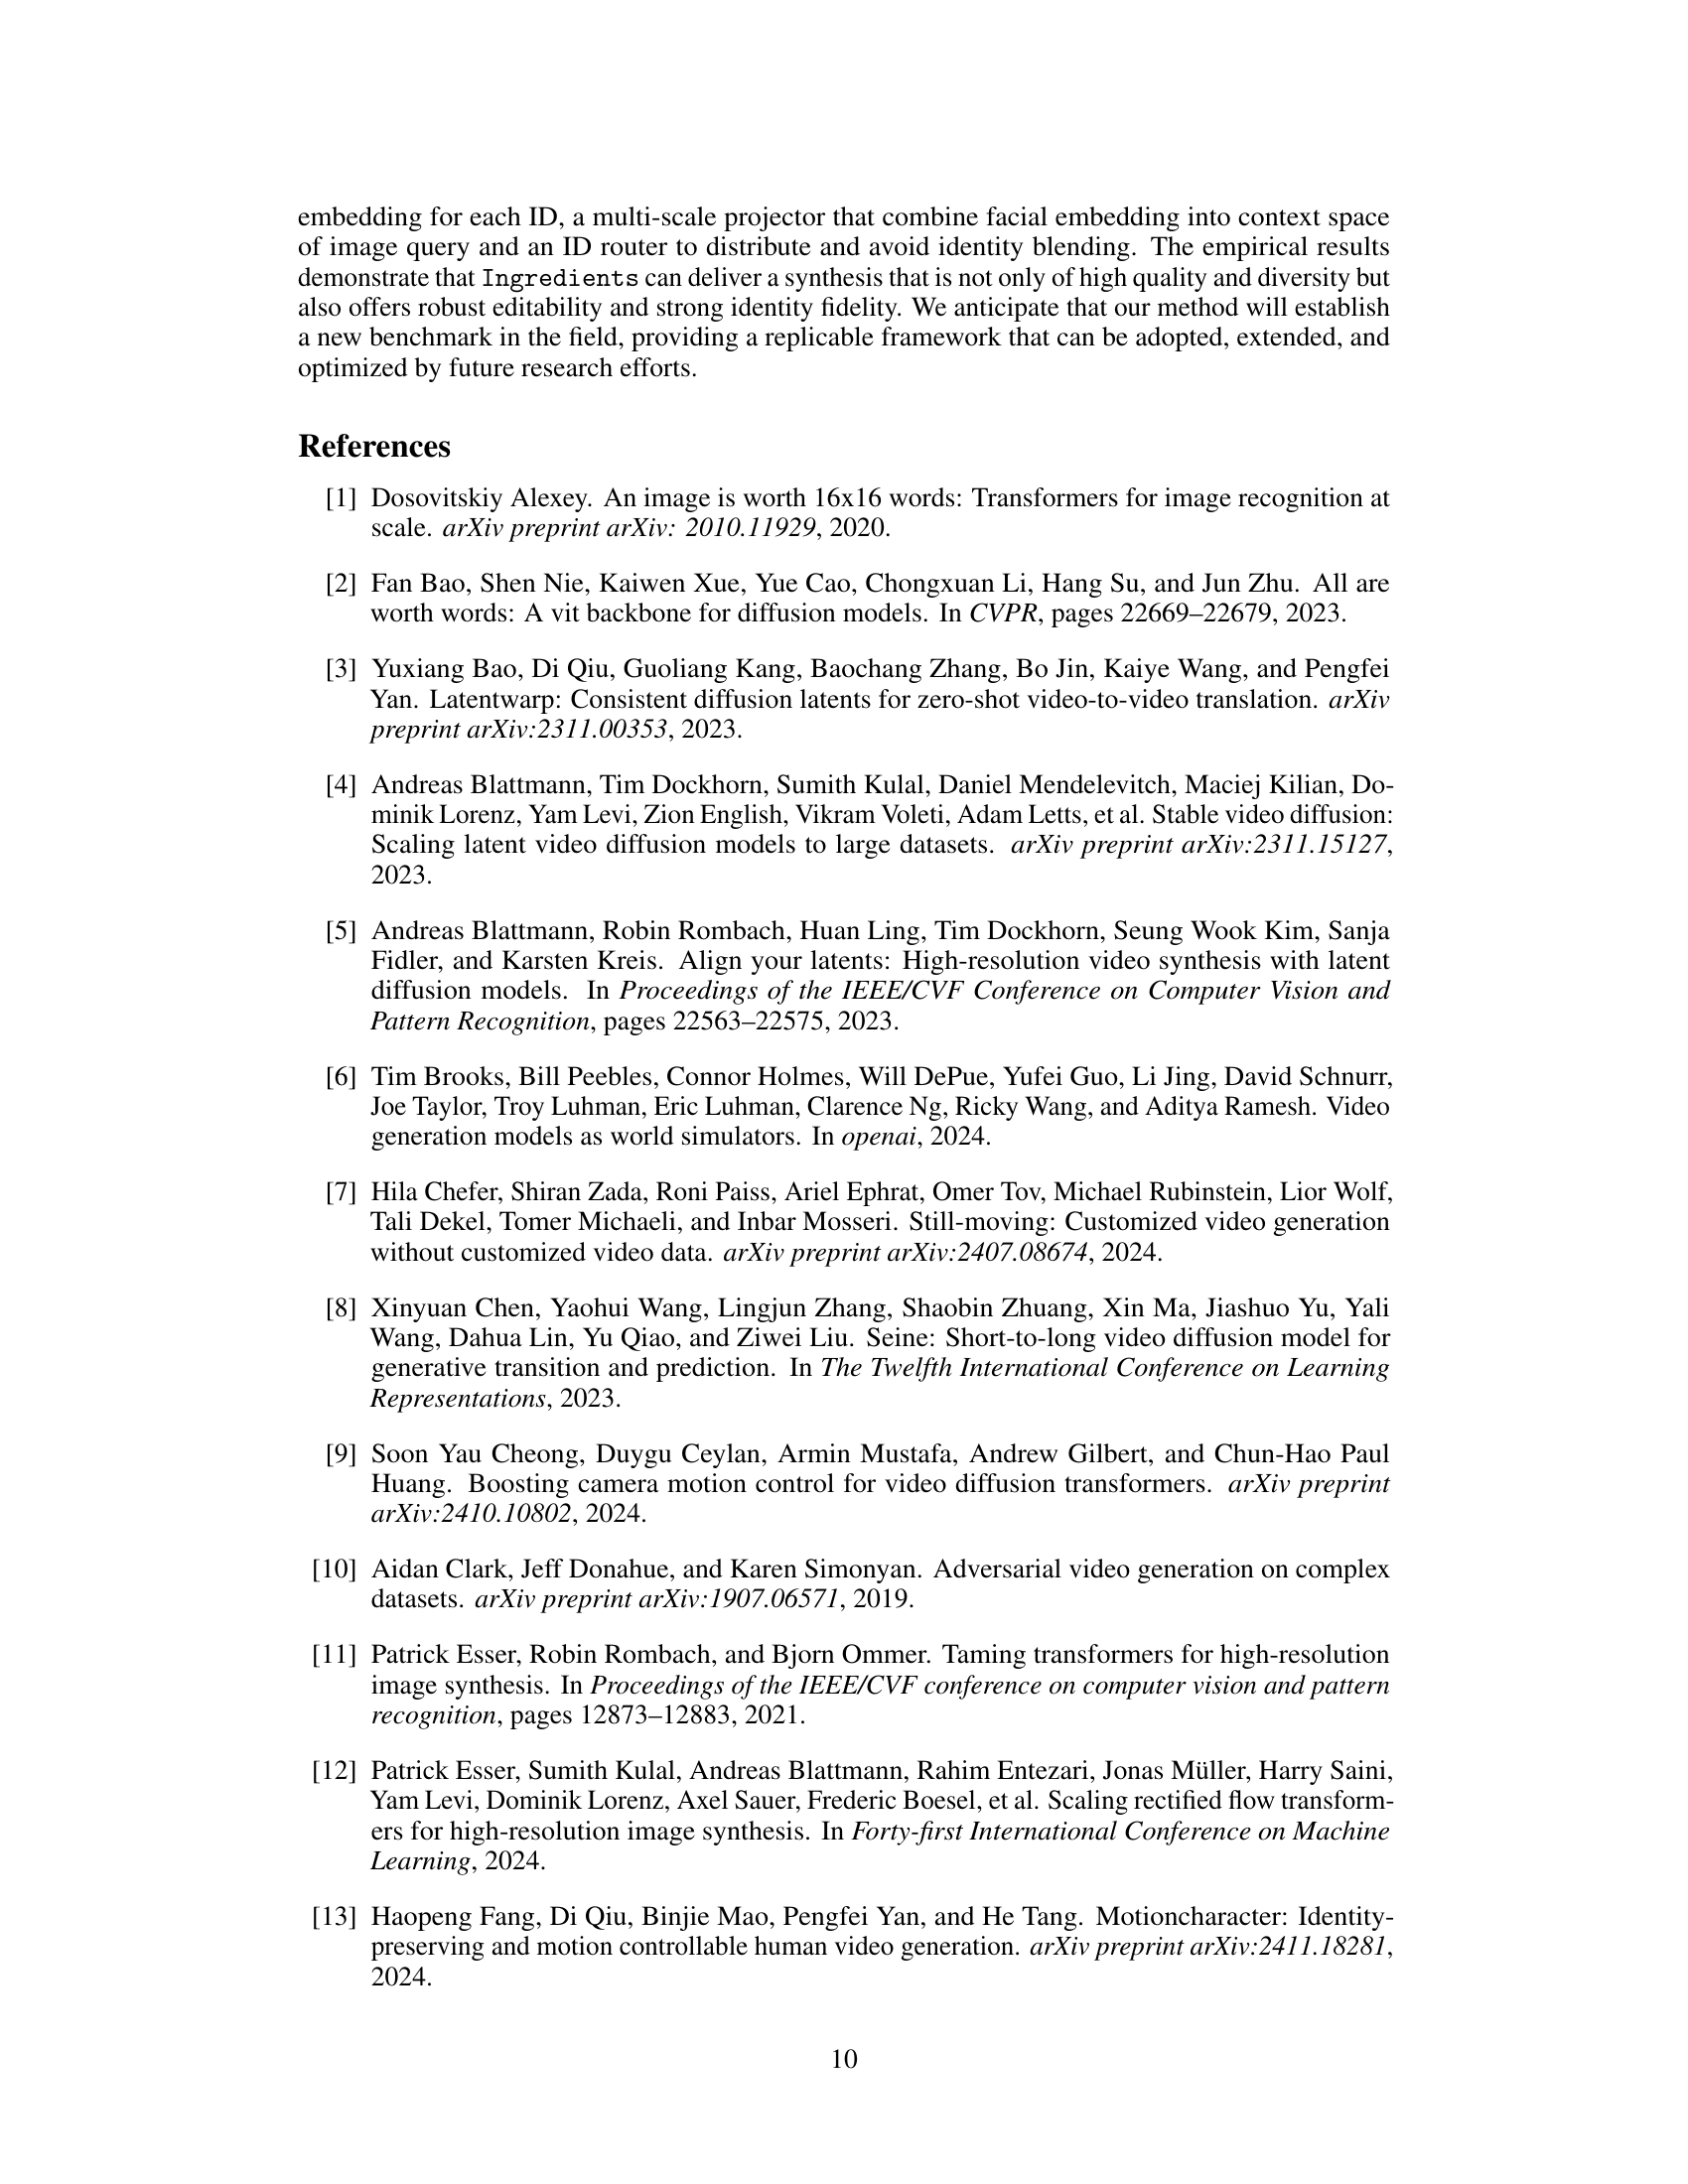 embedding for each ID, a multi-scale projector that combine facial embedding into context space
of image query and an ID router to distribute and avoid identity blending. The empirical results
demonstrate that Ingredients can deliver a synthesis that is not only of high quality and diversity but
also offers robust editability and strong identity fidelity. We anticipate that our method will establish
a new benchmark in the field, providing a replicable framework that can be adopted, extended, and
optimized by future research efforts.
References
[1] Dosovitskiy Alexey. An image is worth 16x16 words: Transformers for image recognition at
scale. arXiv preprint arXiv: 2010.11929, 2020.
[2] Fan Bao, Shen Nie, Kaiwen Xue, Yue Cao, Chongxuan Li, Hang Su, and Jun Zhu. All are
worth words: A vit backbone for diffusion models. In CVPR, pages 22669–22679, 2023.
[3] Yuxiang Bao, Di Qiu, Guoliang Kang, Baochang Zhang, Bo Jin, Kaiye Wang, and Pengfei
Yan. Latentwarp: Consistent diffusion latents for zero-shot video-to-video translation. arXiv
preprint arXiv:2311.00353, 2023.
[4] Andreas Blattmann, Tim Dockhorn, Sumith Kulal, Daniel Mendelevitch, Maciej Kilian, Do-
minik Lorenz, Yam Levi, Zion English, Vikram Voleti, Adam Letts, et al. Stable video diffusion:
Scaling latent video diffusion models to large datasets. arXiv preprint arXiv:2311.15127,
2023.
[5] Andreas Blattmann, Robin Rombach, Huan Ling, Tim Dockhorn, Seung Wook Kim, Sanja
Fidler, and Karsten Kreis. Align your latents: High-resolution video synthesis with latent
diffusion models. In Proceedings of the IEEE/CVF Conference on Computer Vision and
Pattern Recognition, pages 22563–22575, 2023.
[6] Tim Brooks, Bill Peebles, Connor Holmes, Will DePue, Yufei Guo, Li Jing, David Schnurr,
Joe Taylor, Troy Luhman, Eric Luhman, Clarence Ng, Ricky Wang, and Aditya Ramesh. Video
generation models as world simulators. In openai, 2024.
[7] Hila Chefer, Shiran Zada, Roni Paiss, Ariel Ephrat, Omer Tov, Michael Rubinstein, Lior Wolf,
Tali Dekel, Tomer Michaeli, and Inbar Mosseri. Still-moving: Customized video generation
without customized video data. arXiv preprint arXiv:2407.08674, 2024.
[8] Xinyuan Chen, Yaohui Wang, Lingjun Zhang, Shaobin Zhuang, Xin Ma, Jiashuo Yu, Yali
Wang, Dahua Lin, Yu Qiao, and Ziwei Liu. Seine: Short-to-long video diffusion model for
generative transition and prediction. In The Twelfth International Conference on Learning
Representations, 2023.
[9] Soon Yau Cheong, Duygu Ceylan, Armin Mustafa, Andrew Gilbert, and Chun-Hao Paul
Huang. Boosting camera motion control for video diffusion transformers. arXiv preprint
arXiv:2410.10802, 2024.
[10] Aidan Clark, Jeff Donahue, and Karen Simonyan. Adversarial video generation on complex
datasets. arXiv preprint arXiv:1907.06571, 2019.
[11] Patrick Esser, Robin Rombach, and Bjorn Ommer. Taming transformers for high-resolution
image synthesis. In Proceedings of the IEEE/CVF conference on computer vision and pattern
recognition, pages 12873–12883, 2021.
[12] Patrick Esser, Sumith Kulal, Andreas Blattmann, Rahim Entezari, Jonas Müller, Harry Saini,
Yam Levi, Dominik Lorenz, Axel Sauer, Frederic Boesel, et al. Scaling rectified flow transform-
ers for high-resolution image synthesis. In Forty-first International Conference on Machine
Learning, 2024.
[13] Haopeng Fang, Di Qiu, Binjie Mao, Pengfei Yan, and He Tang. Motioncharacter: Identity-
preserving and motion controllable human video generation. arXiv preprint arXiv:2411.18281,
2024.
10